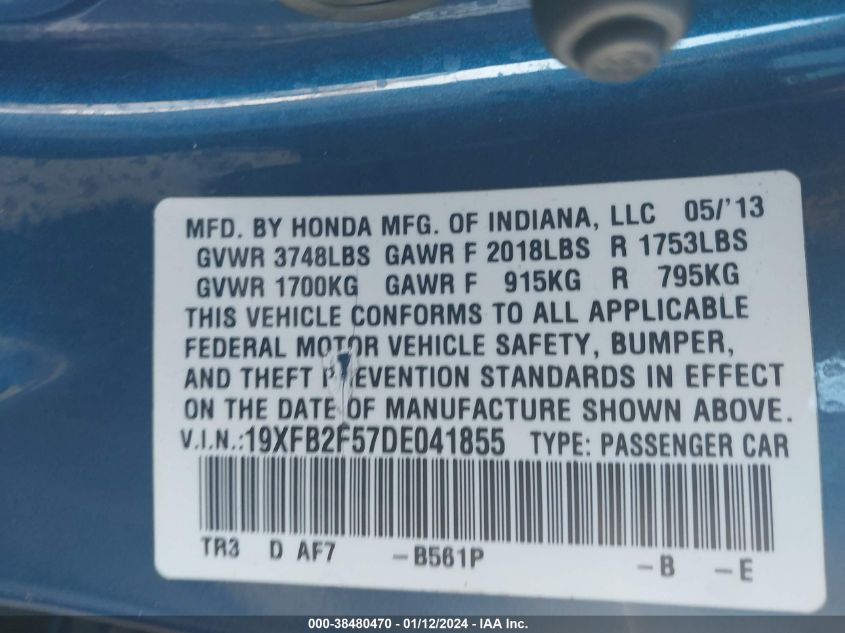 MFD. BY HONDA MFG. OF INDIANA, LLC 05/'13
GVWR 3748LBS GAWR F 2018LBS R 1753LBS
GVWR 1700KG GAWR F 915KG R 795KG
THIS VEHICLE CONFORMS TO ALL APPLICABLE
FEDERAL MOTOR VEHICLE SAFETY, BUMPER,
AND THEFT PREVENTION STANDARDS IN EFFECT
ON THE DATE OF MANUFACTURE SHOWN ABOVE.
V.I.N.:19XFB2F57DE041855 TYPE: PASSENGER CAR
TR3 D AF7 -B561P -B -E
000-38480470 - 01/12/2024 - IAA Inc.